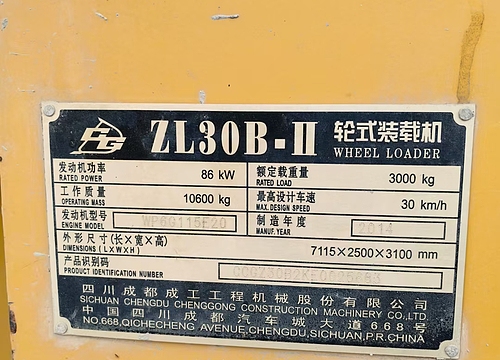 CG ZL30B-II 轮式装载机
WHEEL LOADER
发动机功率 86 kW 额定载重量 3000 kg
RATED POWER RATED LOAD
工作质量 10600 kg 最高设计车速 30 km/h
OPERATING MASS MAX. DESIGN SPEED
发动机型号 WP6G115E20 制造年度
ENGINE MODEL MANUF. YEAR
外形尺寸(长×宽×高) 7115×2500×3100 mm
DIMENSIONS (L×W×H)
产品识别码
PRODUCT IDENTIFICATION NUMBER
四川成都成工工程机械股份有限公司
SICHUAN CHENGDU CHENGGONG CONSTRUCTION MACHINERY CO.,LTD.
中国四川成都汽车城大道668号
NO.668,QICHECHENG AVENUE,CHENGDU,SICHUAN,P.R.CHINA